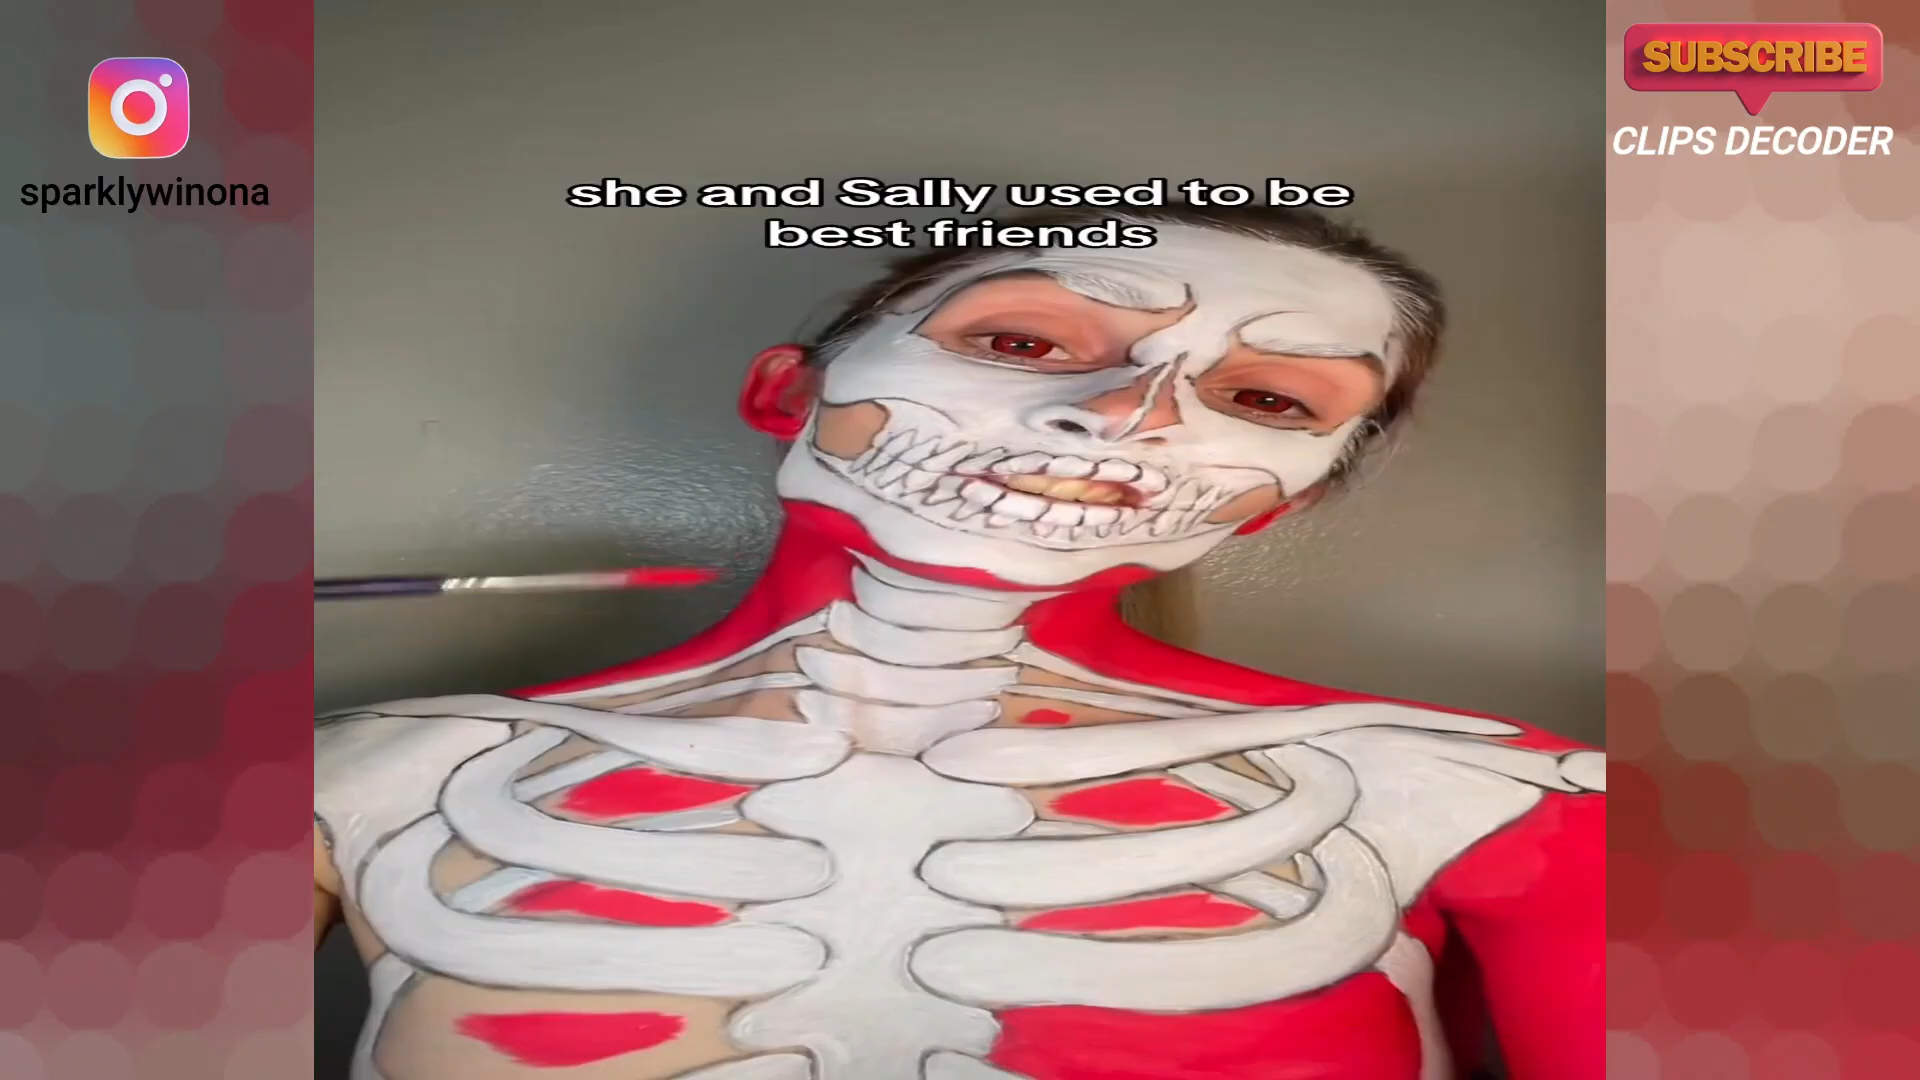 sparklywinona
she and Sally used to be
best friends
SUBSCRIBE
CLIPS DECODER